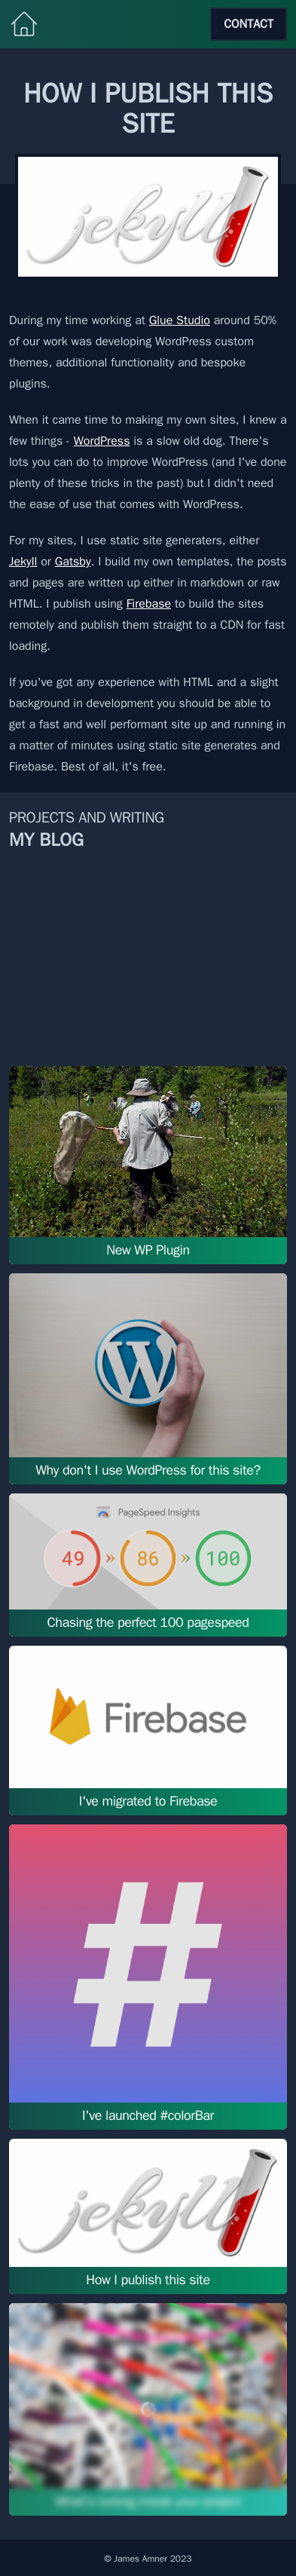 CONTACT
HOW I PUBLISH THIS
SITE
jekyll
During my time working at Glue Studio around 50%
of our work was developing WordPress custom
themes, additional functionality and bespoke
plugins.
When it came time to making my own sites, I knew a
few things - WordPress is a slow old dog. There's
lots you can do to improve WordPress (and I've done
plenty of these tricks in the past) but I didn't need
the ease of use that comes with WordPress.
For my sites, I use static site generaters, either
Jekyll or Gatsby. I build my own templates, the posts
and pages are written up either in markdown or raw
HTML. I publish using Firebase to build the sites
remotely and publish them straight to a CDN for fast
loading.
If you've got any experience with HTML and a slight
background in development you should be able to
get a fast and well performant site up and running in
a matter of minutes using static site generates and
Firebase. Best of all, it's free.
PROJECTS AND WRITING
MY BLOG
New WP Plugin
W
Why don't I use WordPress for this site?
PageSpeed Insights
49 » 86 » 100
Chasing the perfect 100 pagespeed
Firebase
I've migrated to Firebase
#
I've launched #colorBar
jekyll
How I publish this site
© James Amner 2023